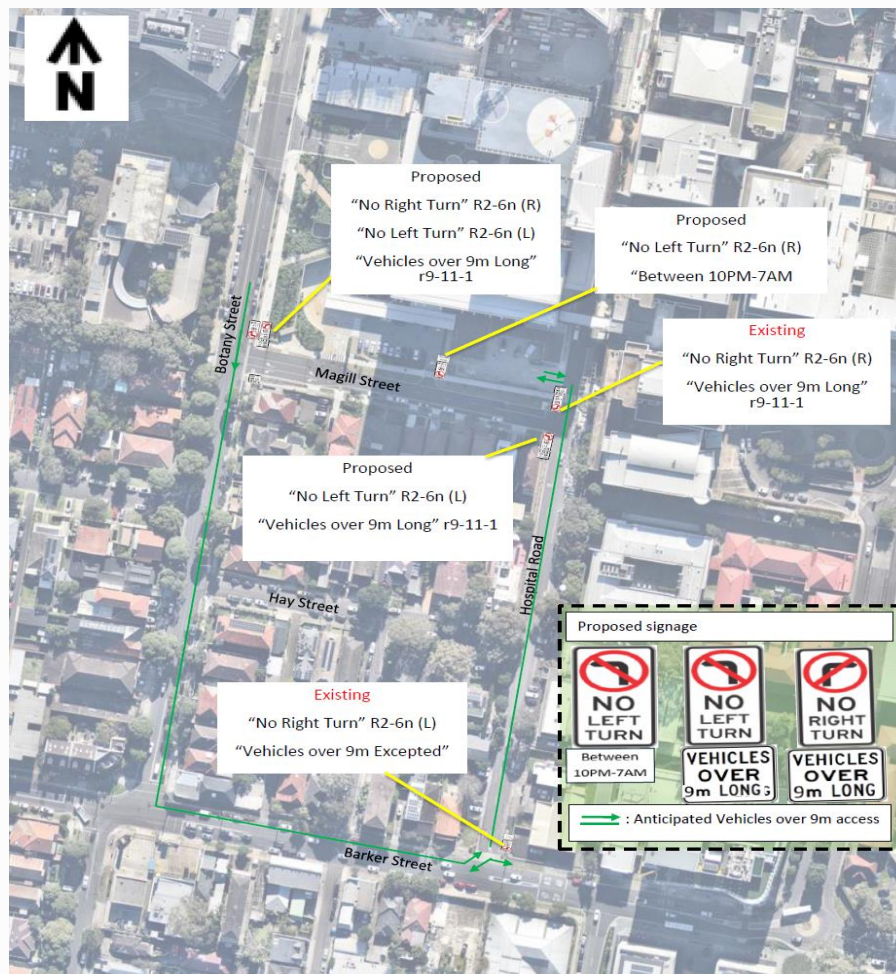 N
Proposed
“No Right Turn” R2-6n (R)
“No Left Turn” R2-6n (L)
“Vehicles over 9m Long”
r9-11-1
Proposed
“No Left Turn” R2-6n (R)
“Between 10PM-7AM
Existing
“No Right Turn” R2-6n (R)
“Vehicles over 9m Long”
r9-11-1
Botany Street
Magill Street
Proposed
“No Left Turn” R2-6n (L)
“Vehicles over 9m Long” r9-11-1
Hospital Road
Hay Street
Existing
“No Right Turn” R2-6n (L)
“Vehicles over 9m Excepted”
Barker Street
Proposed signage
NO
LEFT
TURN
Between
10PM-7AM
NO
LEFT
TURN
VEHICLES
OVER
9m LONG
NO
RIGHT
TURN
VEHICLES
OVER
9m LONG
: Anticipated Vehicles over 9m access